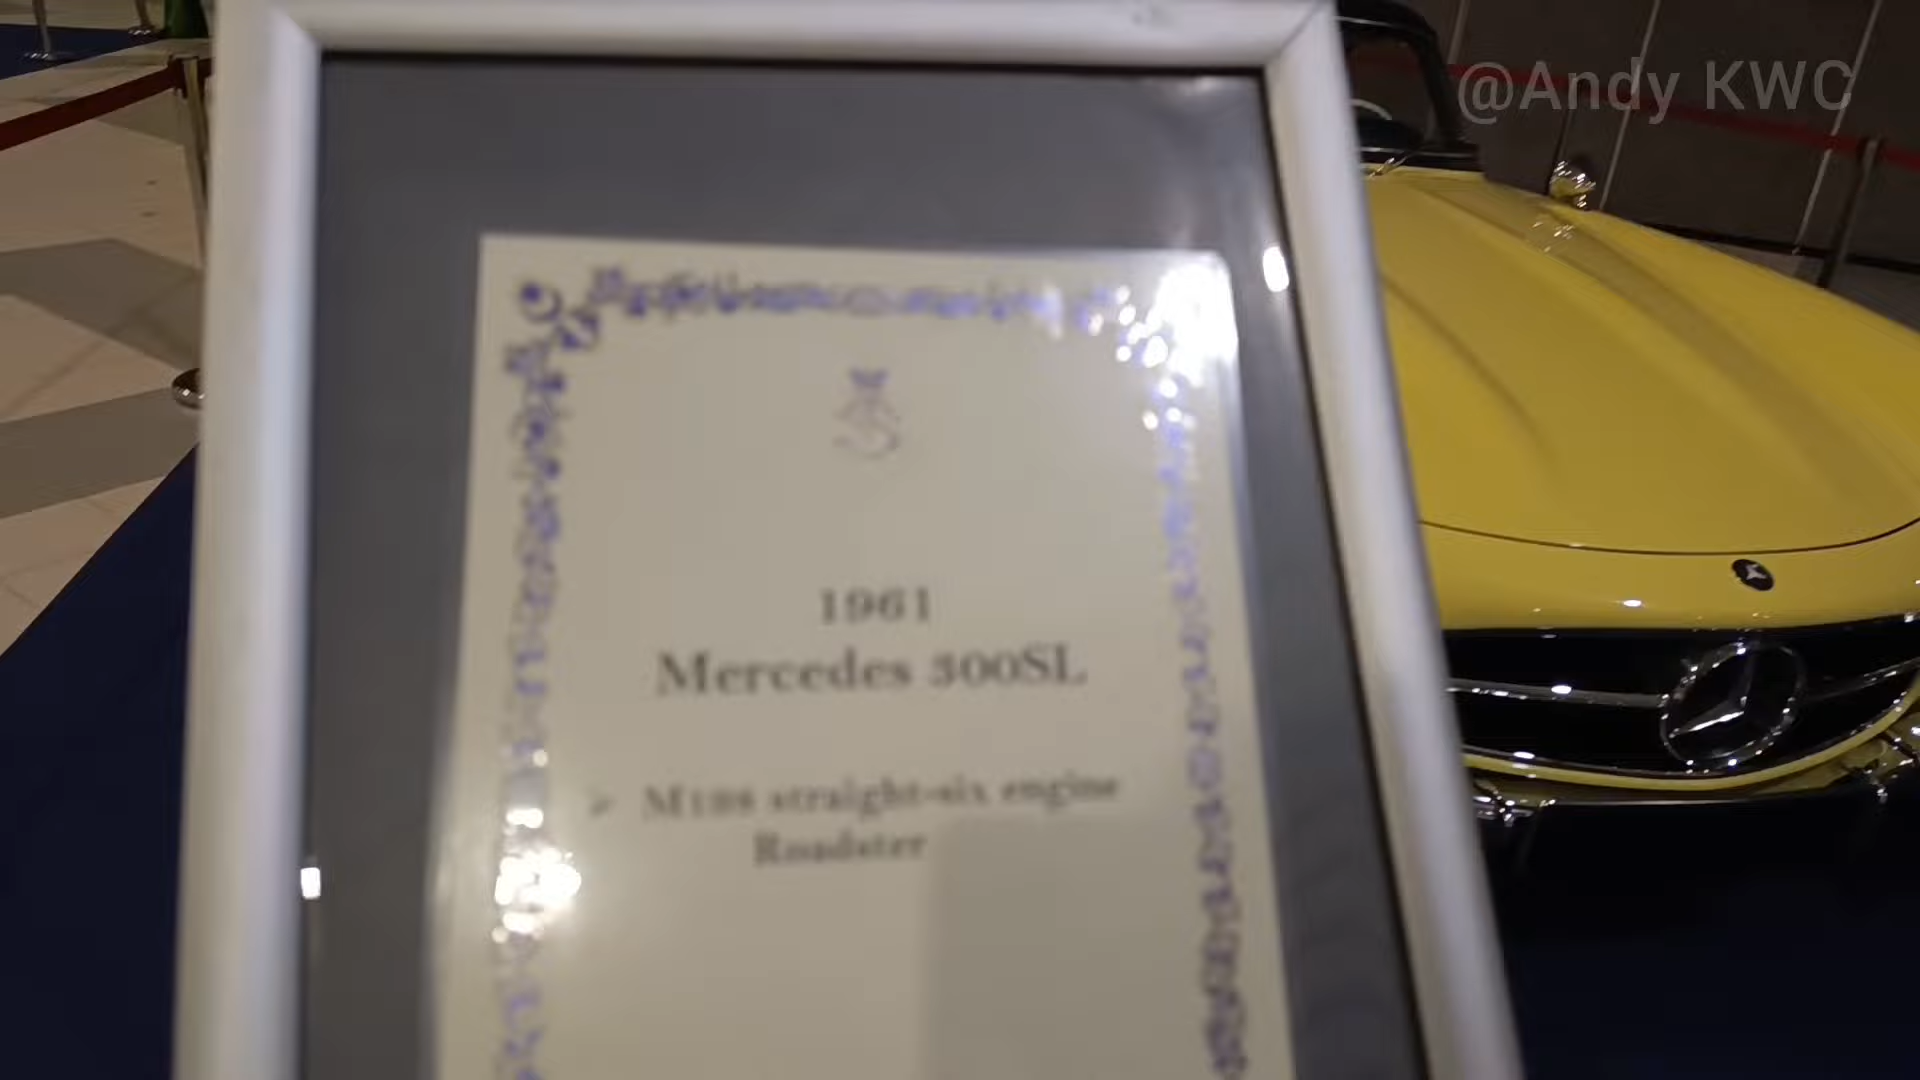 @Andy KWC
1961
Mercedes 300SL
➢ M198 straight-six engine
Roadster